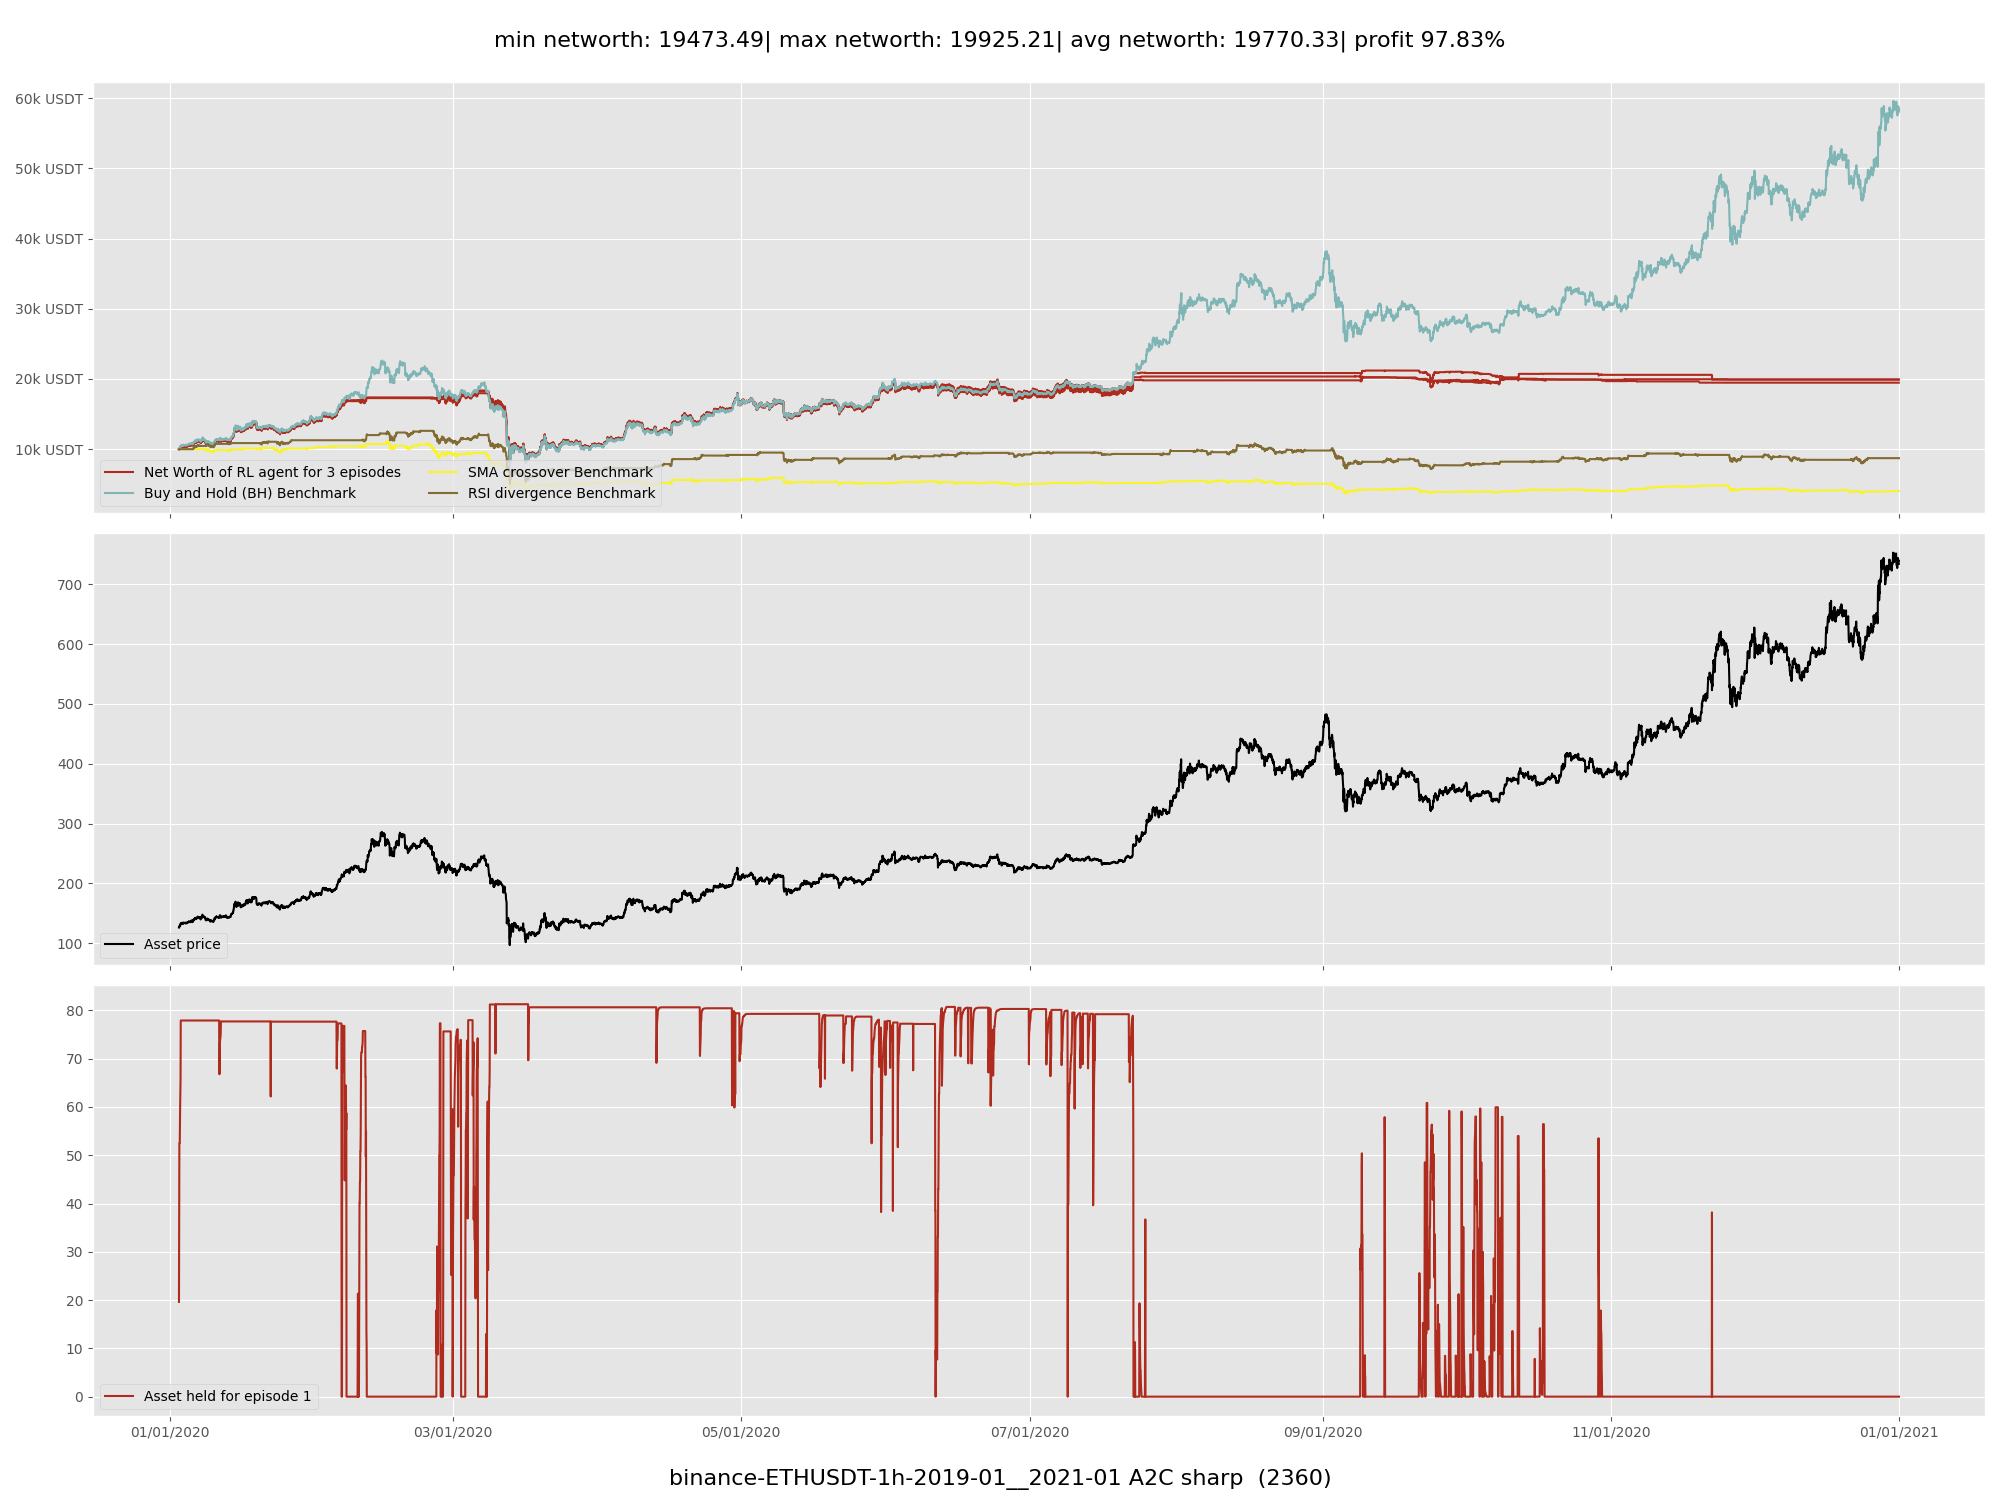 min networth: 19473.49| max networth: 19925.21| avg networth: 19770.33| profit 97.83%
60k USDT
50k USDT
40k USDT
30k USDT
20k USDT
10k USDT
Net Worth of RL agent for 3 episodes
Buy and Hold (BH) Benchmark
SMA crossover Benchmark
RSI divergence Benchmark
700
600
500
400
300
200
100
Asset price
80
70
60
50
40
30
20
10
0
Asset held for episode 1
01/01/2020
03/01/2020
05/01/2020
07/01/2020
09/01/2020
11/01/2020
01/01/2021
binance-ETHUSDT-1h-2019-01__2021-01 A2C sharp  (2360)